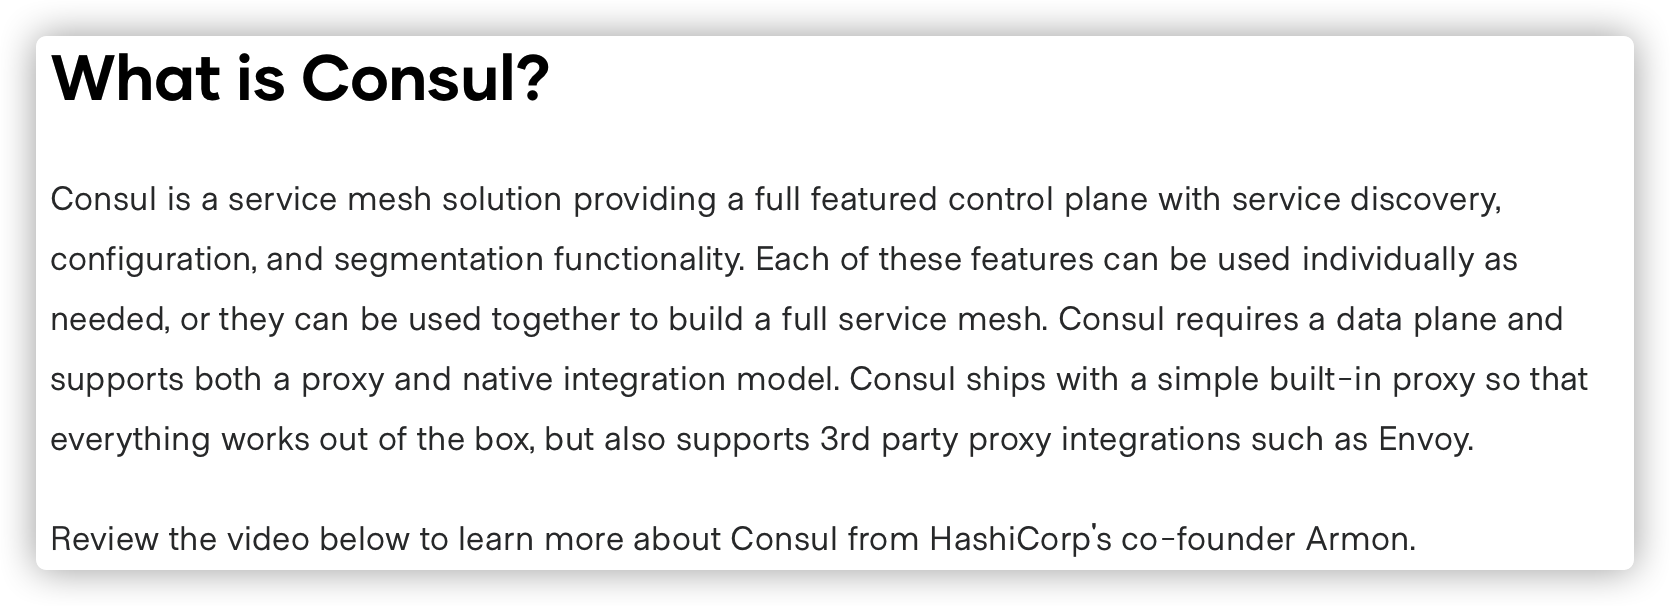 What is Consul?
Consul is a service mesh solution providing a full featured control plane with service discovery,
configuration, and segmentation functionality. Each of these features can be used individually as
needed, or they can be used together to build a full service mesh. Consul requires a data plane and
supports both a proxy and native integration model. Consul ships with a simple built-in proxy so that
everything works out of the box, but also supports 3rd party proxy integrations such as Envoy.
Review the video below to learn more about Consul from HashiCorp's co-founder Armon.